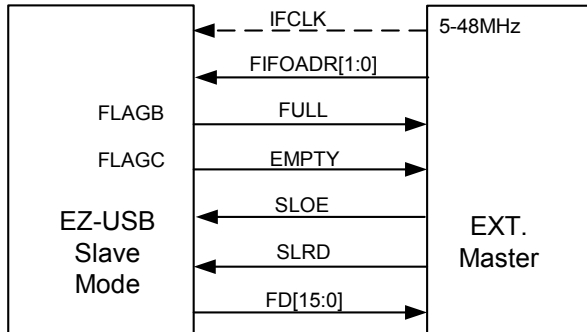 IFCLK
5-48MHz
FIFOADR[1:0]
FLAGB
FULL
FLAGC
EMPTY
SLOE
EZ-USB
Slave
Mode
EXT.
Master
SLRD
FD[15:0]